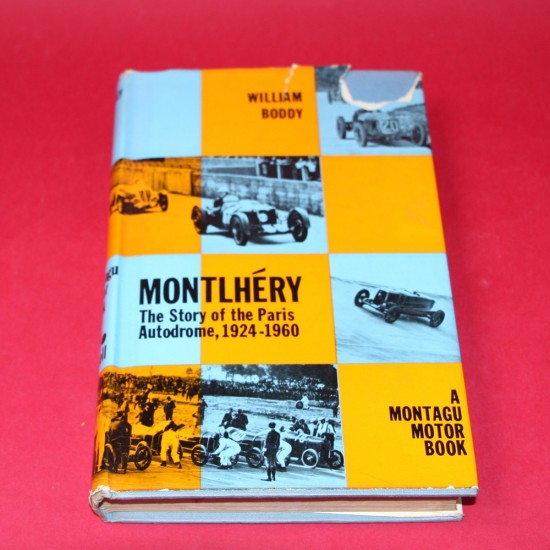 WILLIAM
BODDY
MONTLHÉRY
The Story of the Paris
Autodrome, 1924-1960
A
MONTAGU
MOTOR
BOOK